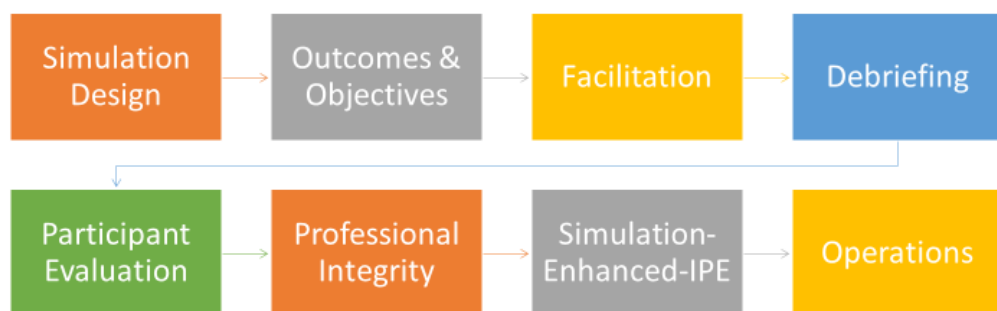 Simulation
Design
Outcomes &
Objectives
Facilitation
Debriefing
Participant
Evaluation
Professional
Integrity
Simulation-
Enhanced-IPE
Operations